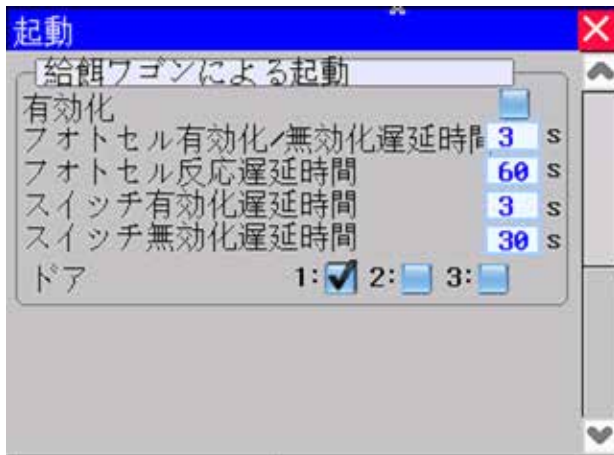 起動
給餌ワゴンによる起動
有効化
フォトセル有効化/無効化遅延時間 3 s
フォトセル反応遅延時間 60 s
スイッチ有効化遅延時間 3 s
スイッチ無効化遅延時間 30 s
ドア 1: 2: 3: